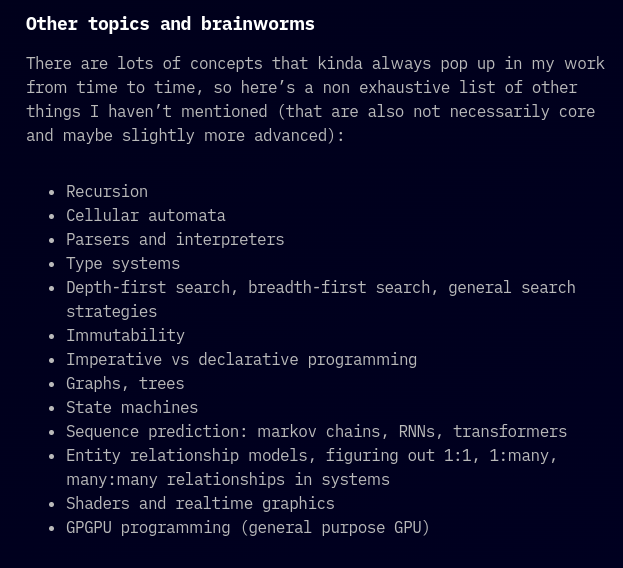 Other topics and brainworms
There are lots of concepts that kinda always pop up in my work
from time to time, so here’s a non exhaustive list of other
things I haven’t mentioned (that are also not necessarily core
and maybe slightly more advanced):
• Recursion
• Cellular automata
• Parsers and interpreters
• Type systems
• Depth-first search, breadth-first search, general search
strategies
• Immutability
• Imperative vs declarative programming
• Graphs, trees
• State machines
• Sequence prediction: markov chains, RNNs, transformers
• Entity relationship models, figuring out 1:1, 1:many,
many:many relationships in systems
• Shaders and realtime graphics
• GPGPU programming (general purpose GPU)